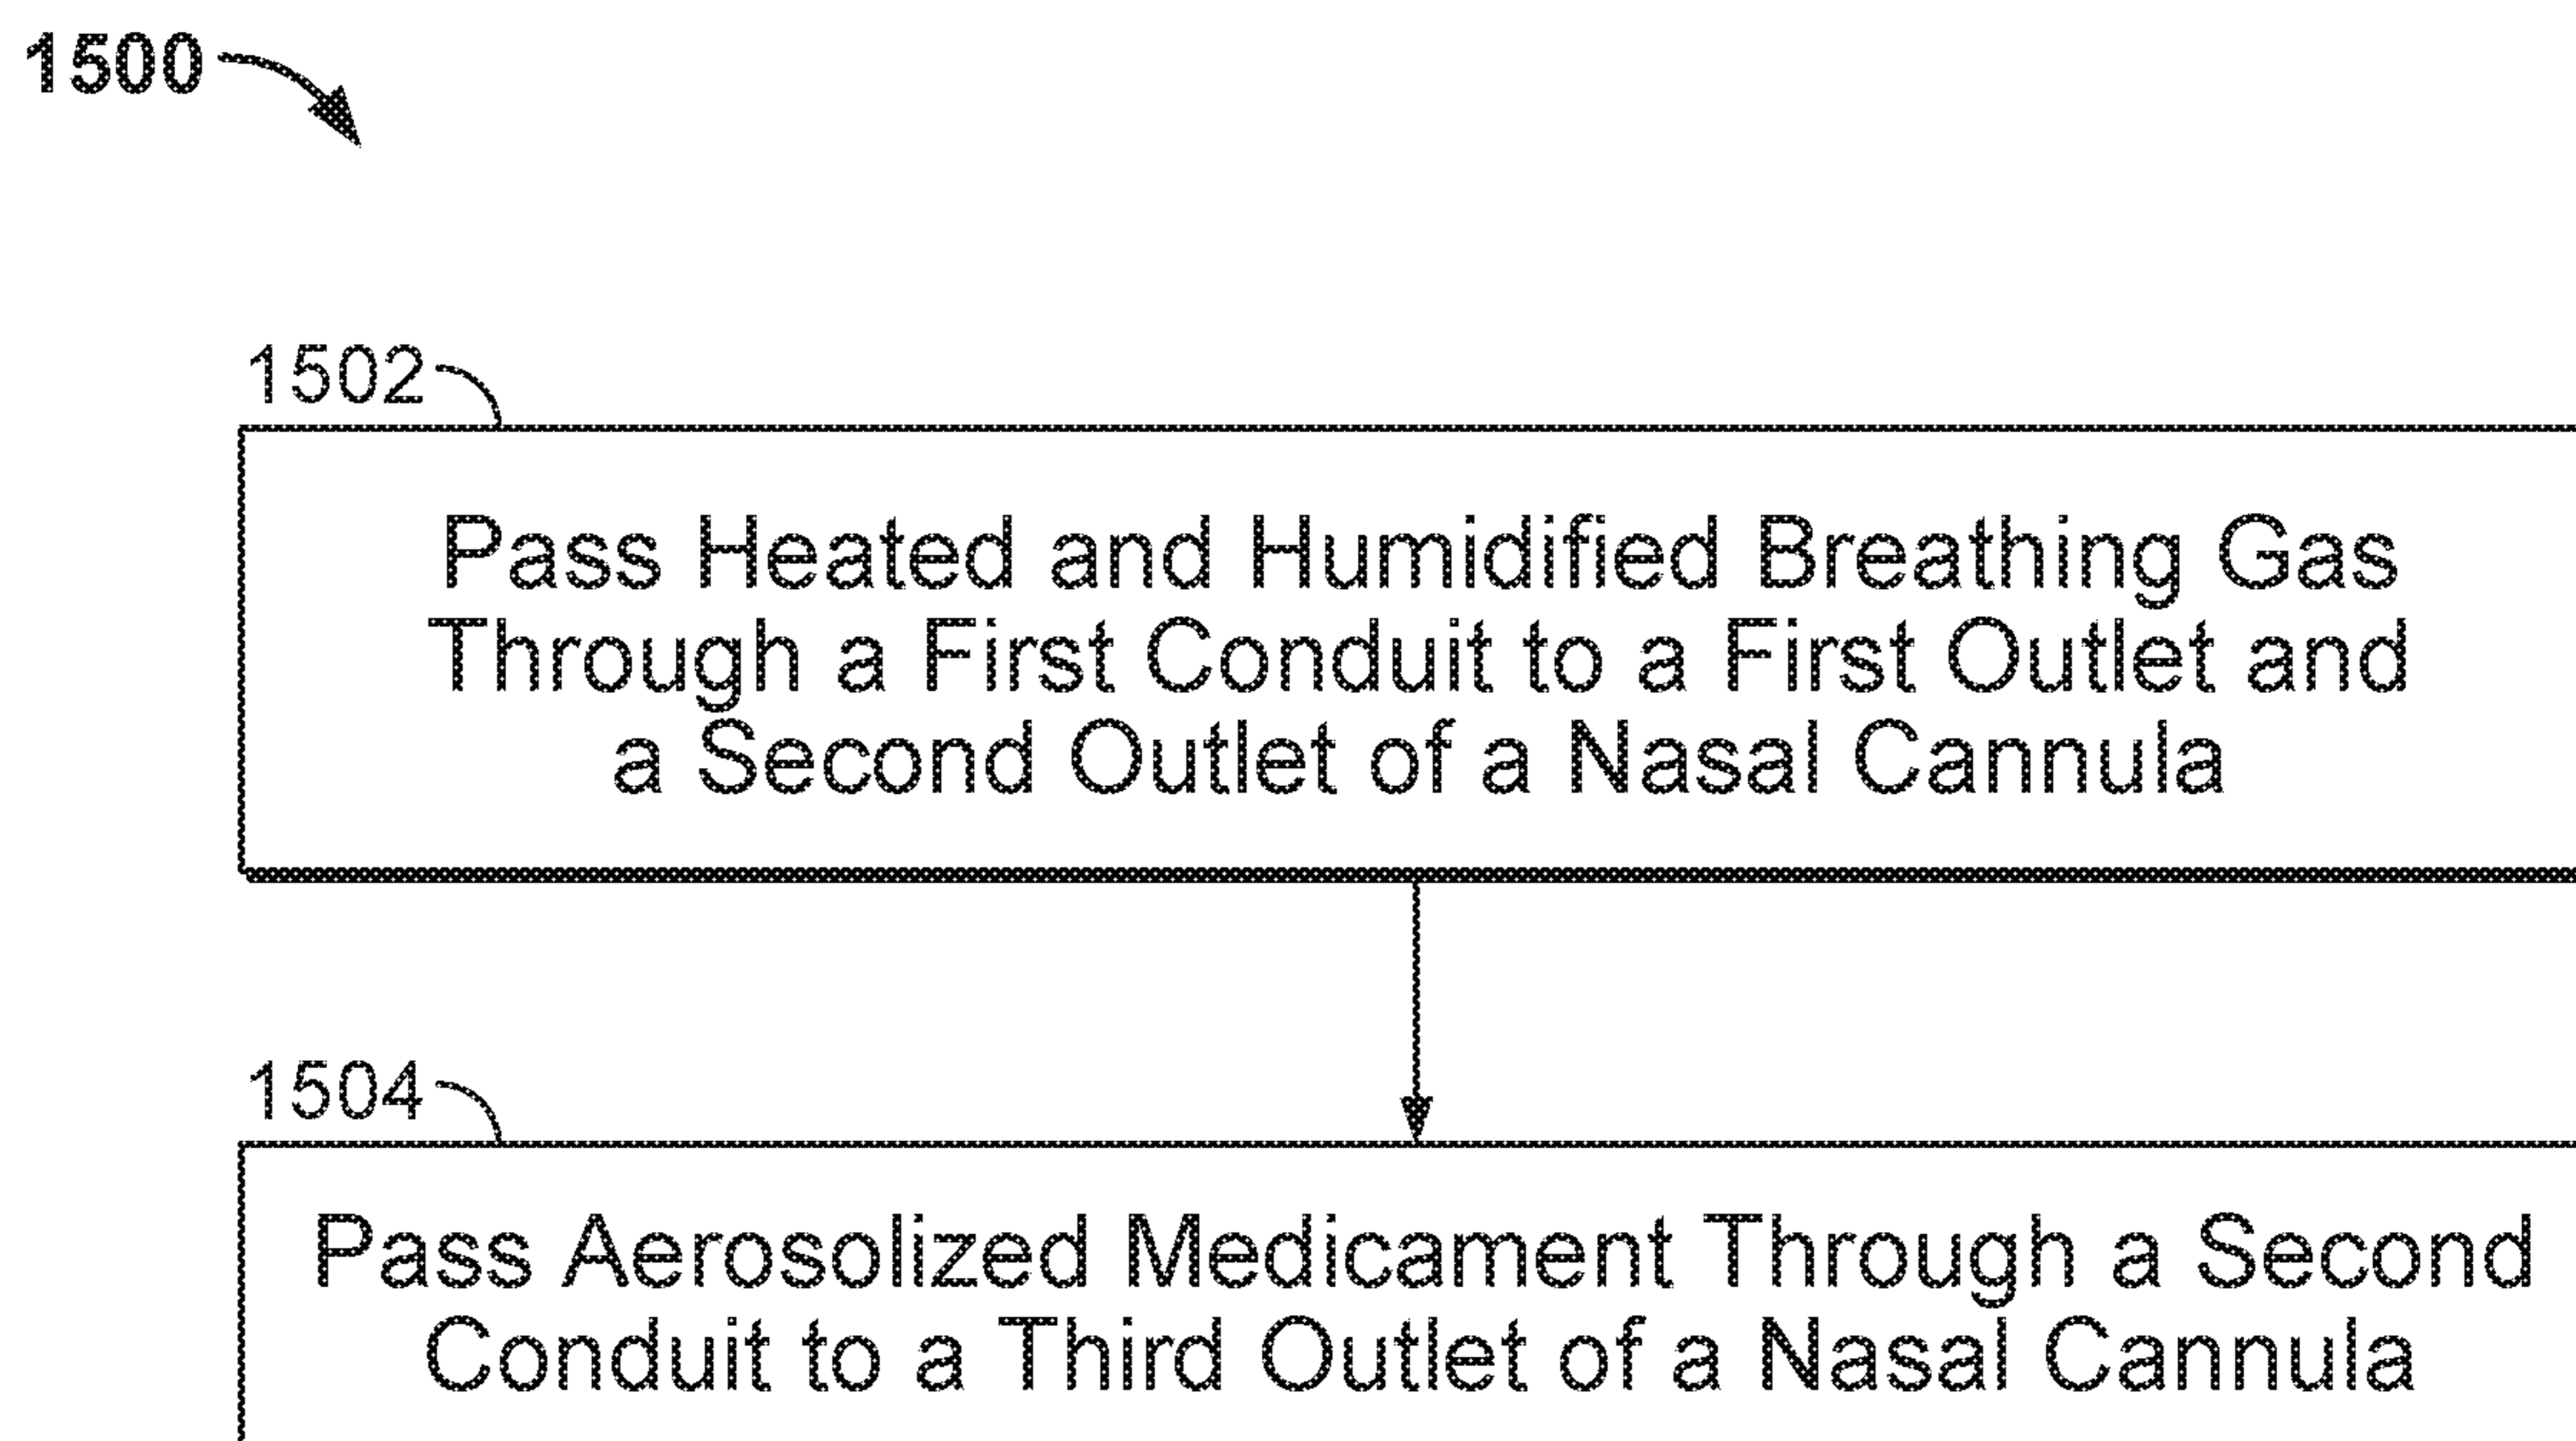 1500
1502
Pass Heated and Humidified Breathing Gas
Through a First Conduit to a First Outlet and
a Second Outlet of a Nasal Cannula
1504
Pass Aerosolized Medicament Through a Second
Conduit to a Third Outlet of a Nasal Cannula